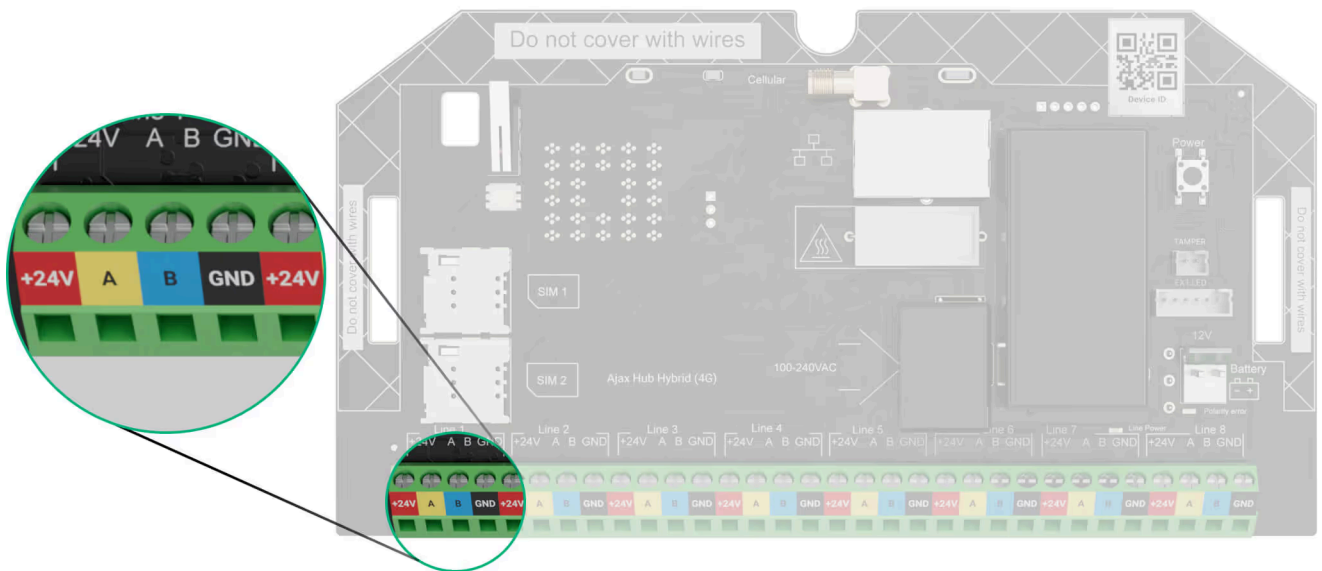 Do not cover with wires
Cellular
Device ID
Power
Do not cover with wires
Do not cover with wires
TAMPER
EXT LED
SIM 1
12V
SIM 2
Ajax Hub Hybrid (4G)
100-240VAC
Battery
Polarity error
Line 1 Line 2 Line 3 Line 4 Line 5 Line 6 Line 7 Line Power Line 8
+24V A B GND +24V A B GND +24V A B GND +24V A B GND +24V A B GND +24V A B GND +24V A B GND +24V A B GND
+24V A B GND +24V A B GND +24V A B GND +24V A B GND +24V A B GND +24V A B GND +24V A B GND +24V A B GND
24V A B GND
+24V A B GND +24V